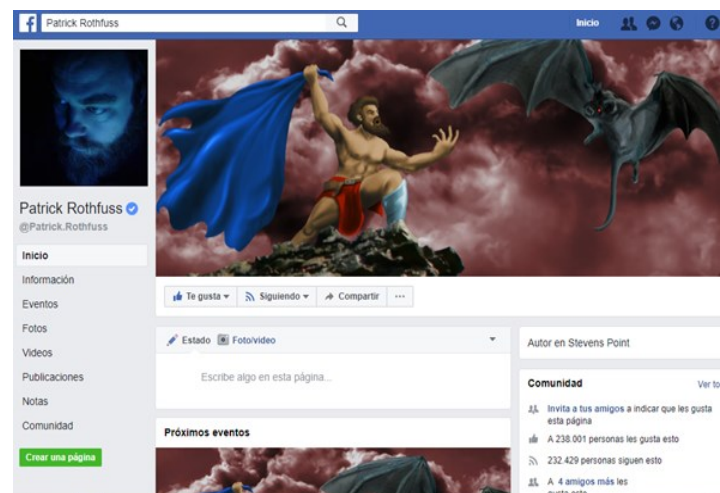 Patrick Rothfuss
Inicio
Patrick Rothfuss
@Patrick.Rothfuss
Inicio
Información
Eventos
Fotos
Videos
Publicaciones
Notas
Comunidad
Crear una página
Te gusta
Siguiendo
Compartir
Estado Foto/video
Escribe algo en esta página...
Próximos eventos
Autor en Stevens Point
Comunidad
Ver to
Invita a tus amigos a indicar que les gusta
esta página
A 238.001 personas les gusta esto
232.429 personas siguen esto
A 4 amigos más les
gusta esto